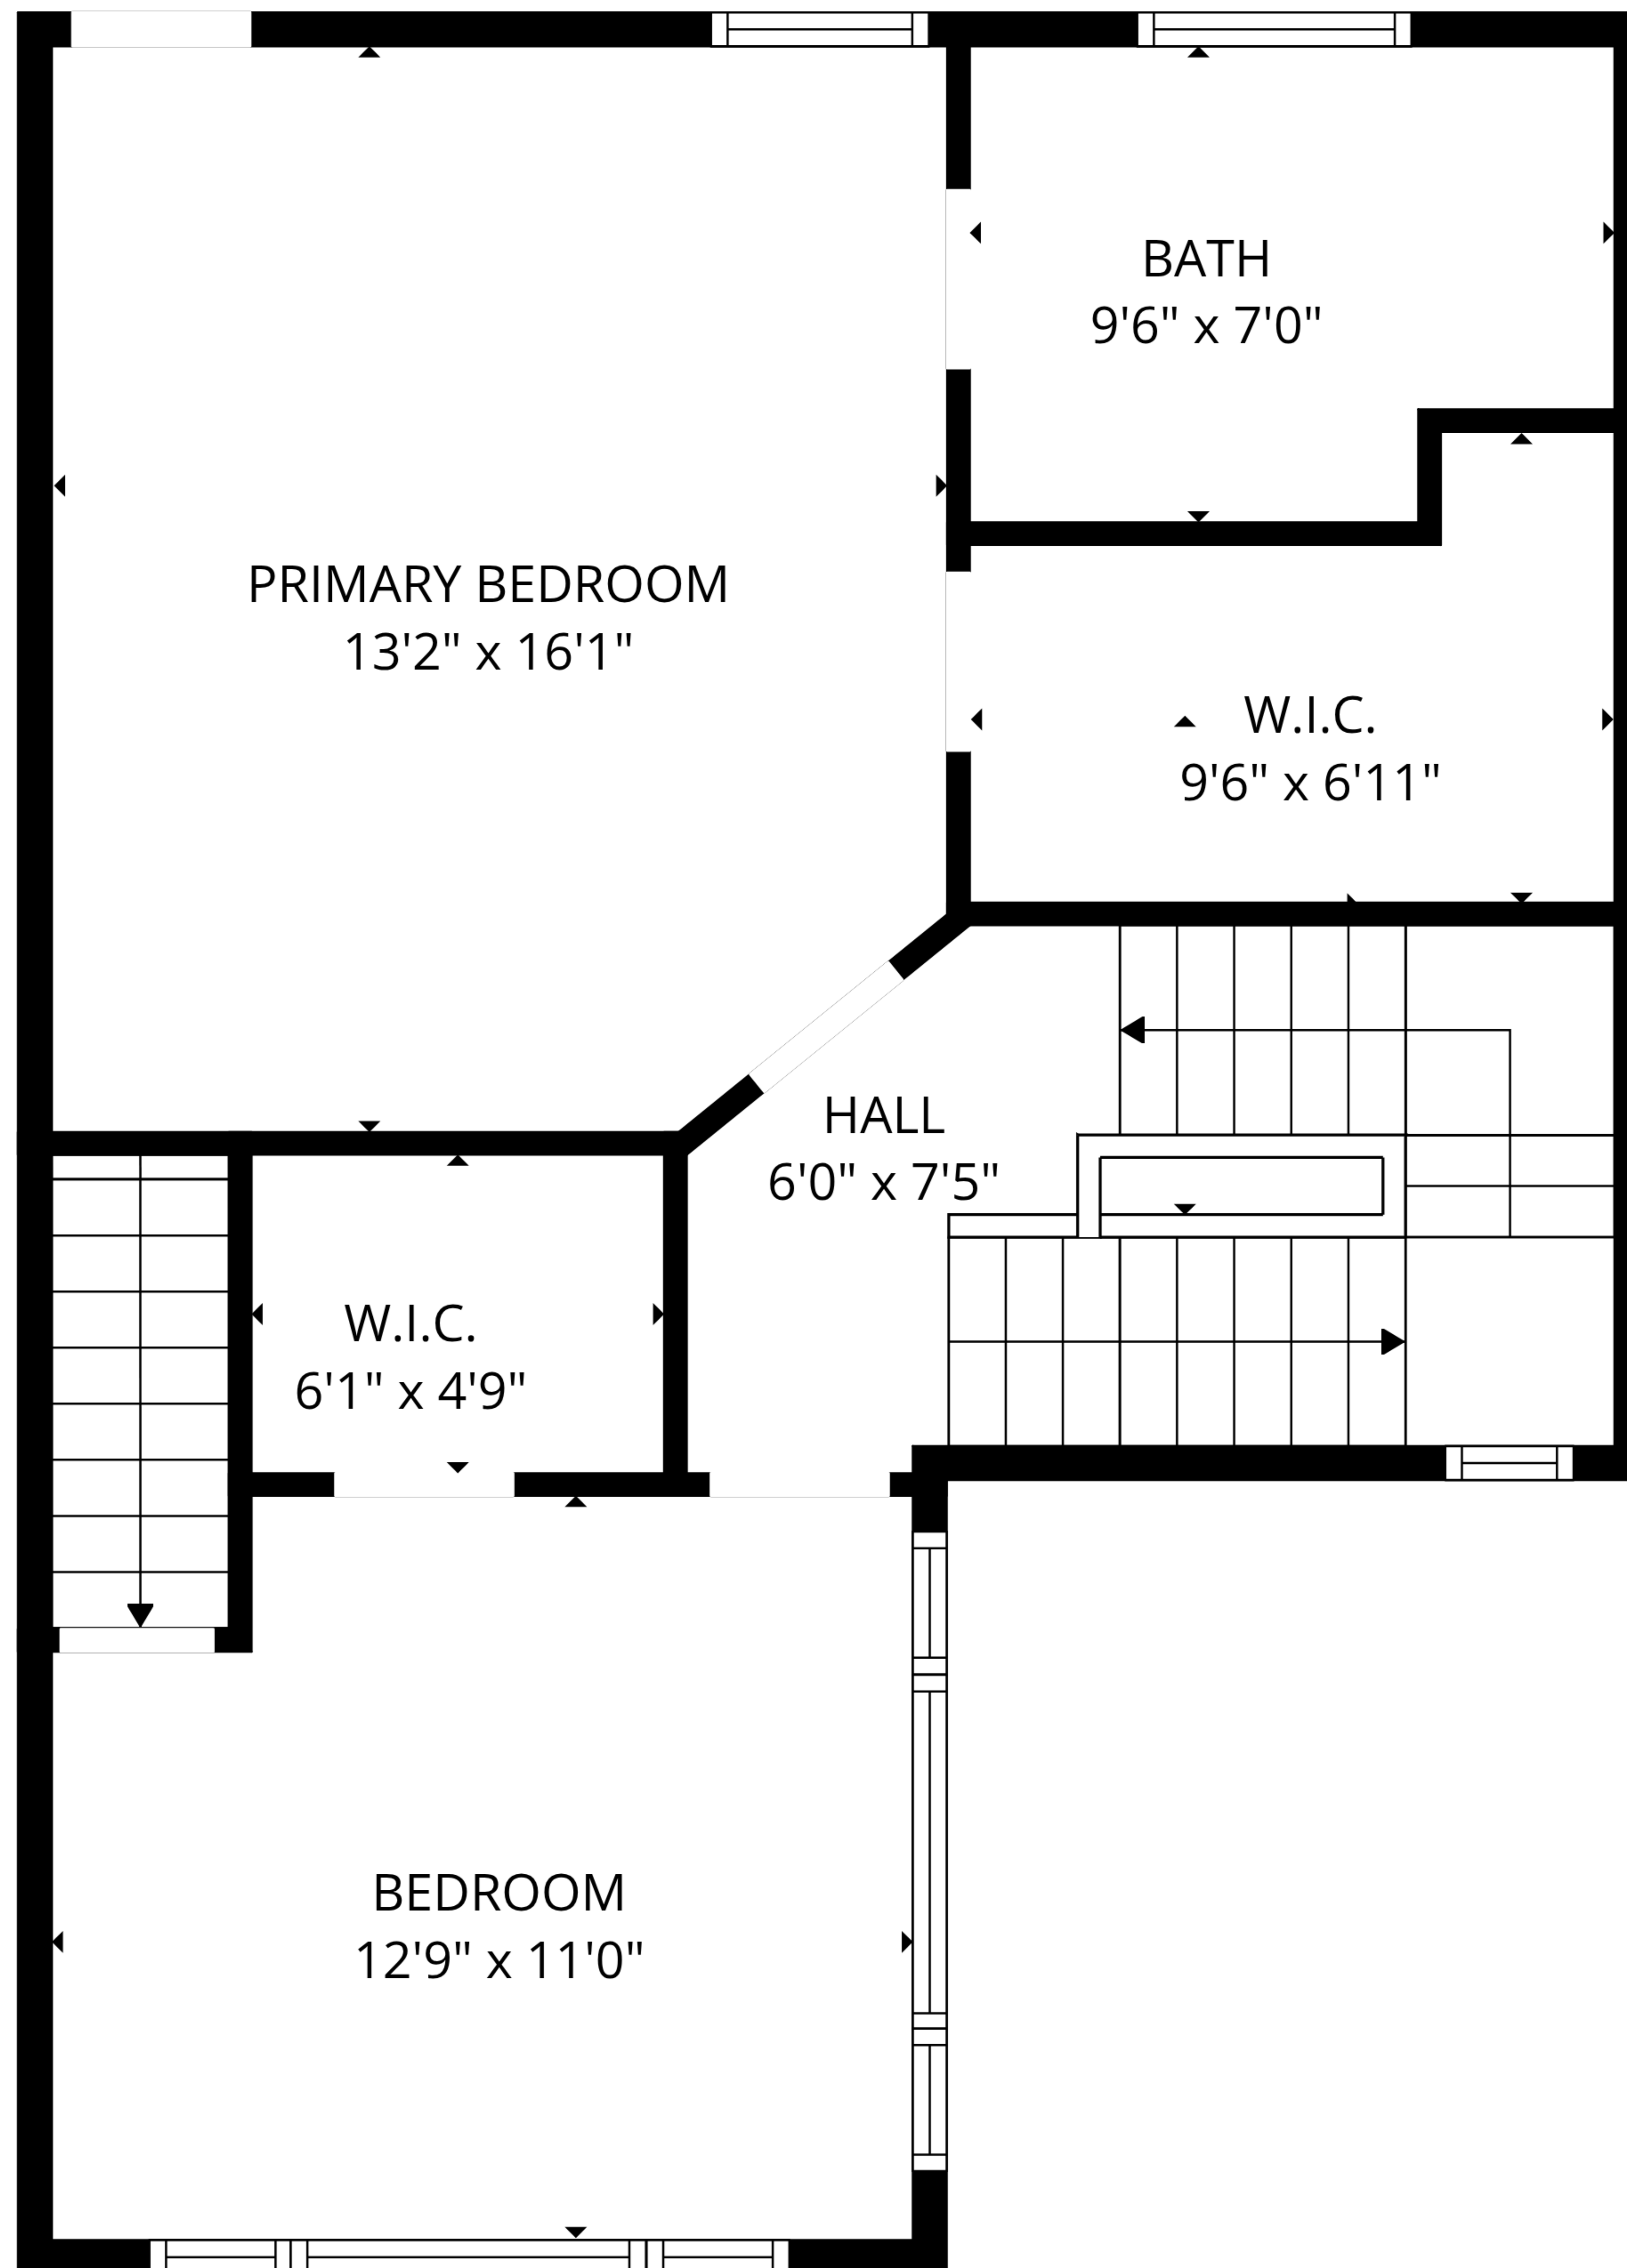 BATH
9'6" x 7'0"
PRIMARY BEDROOM
13'2" x 16'1"
W.I.C.
9'6" x 6'11"
HALL
6'0" x 7'5"
W.I.C.
6'1" x 4'9"
BEDROOM
12'9" x 11'0"